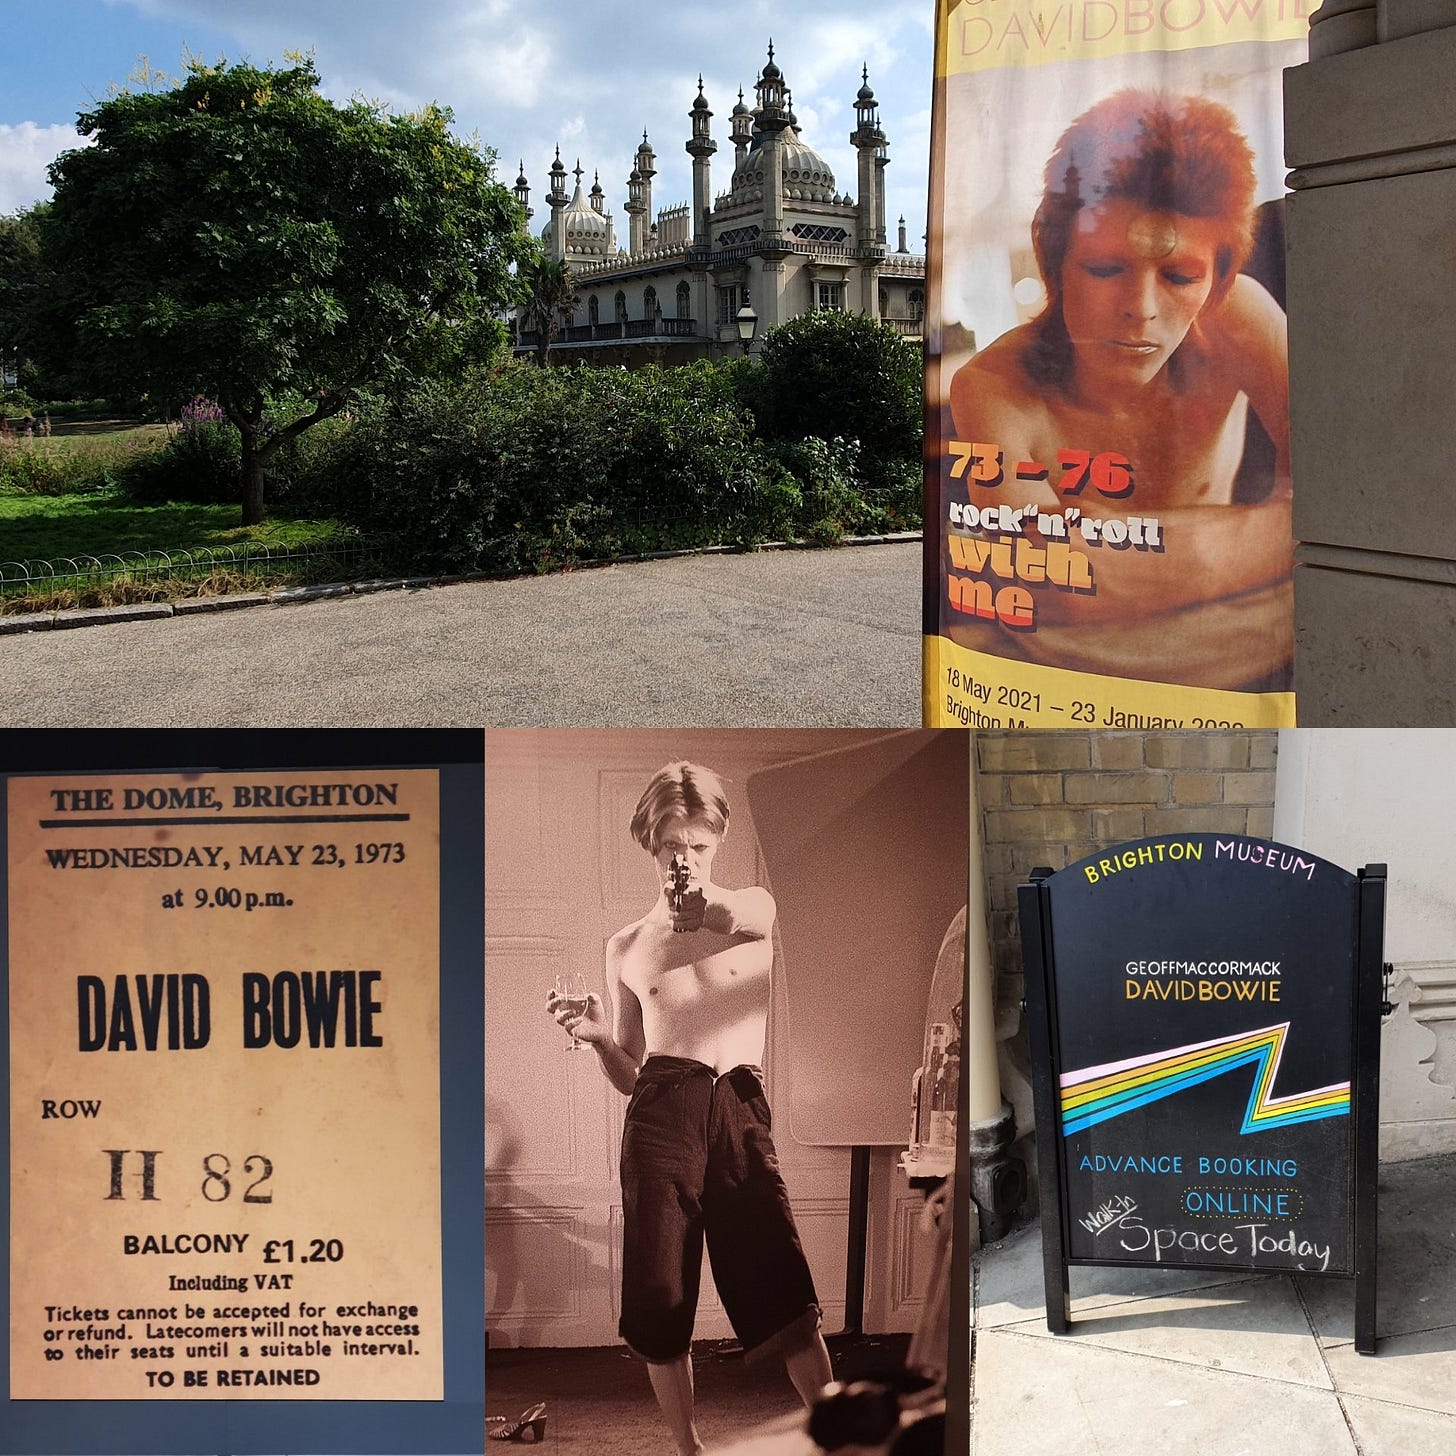 DAVIDBOWIE
73 - 76
rock"n"roll
with
me
18 May 2021 – 23 January
Brighton
THE DOME, BRIGHTON
WEDNESDAY, MAY 23, 1973
at 9.00 p.m.
DAVID BOWIE
ROW
H 82
BALCONY £1.20
Including VAT
Tickets cannot be accepted for exchange
or refund. Latecomers will not have access
to their seats until a suitable interval.
TO BE RETAINED
BRIGHTON MUSEUM
GEOFFMACCORMACK
DAVIDBOWIE
ADVANCE BOOKING
ONLINE
Walk-In
Space Today